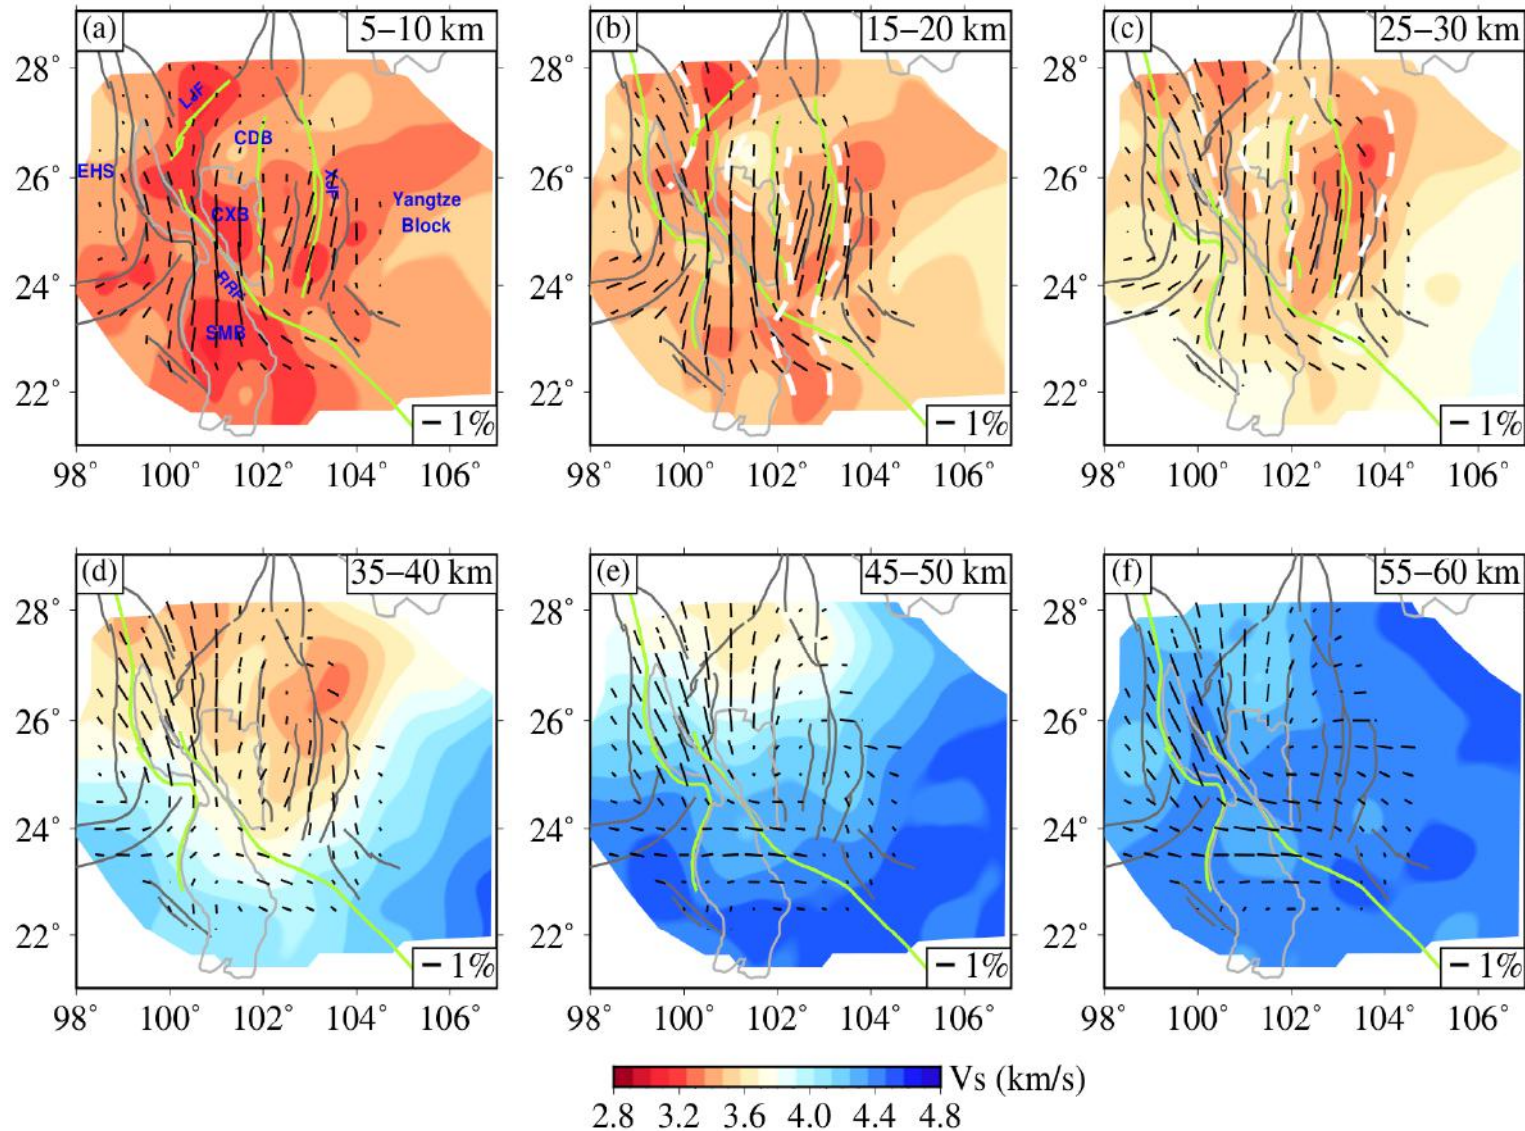 (a) 5–10 km
(b) 15–20 km
(c) 25–30 km
28°
26°
24°
22°
LJF
CDB
EHS
XJF
CXB
Yangtze
Block
RRF
SMB
– 1%
– 1%
– 1%
28°
26°
24°
22°
28°
26°
24°
22°
98° 100° 102° 104° 106°
98° 100° 102° 104° 106°
98° 100° 102° 104° 106°
(d) 35–40 km
(e) 45–50 km
(f) 55–60 km
28°
26°
24°
22°
28°
26°
24°
22°
28°
26°
24°
22°
– 1%
– 1%
– 1%
98° 100° 102° 104° 106°
98° 100° 102° 104° 106°
98° 100° 102° 104° 106°
Vs (km/s)
2.8 3.2 3.6 4.0 4.4 4.8